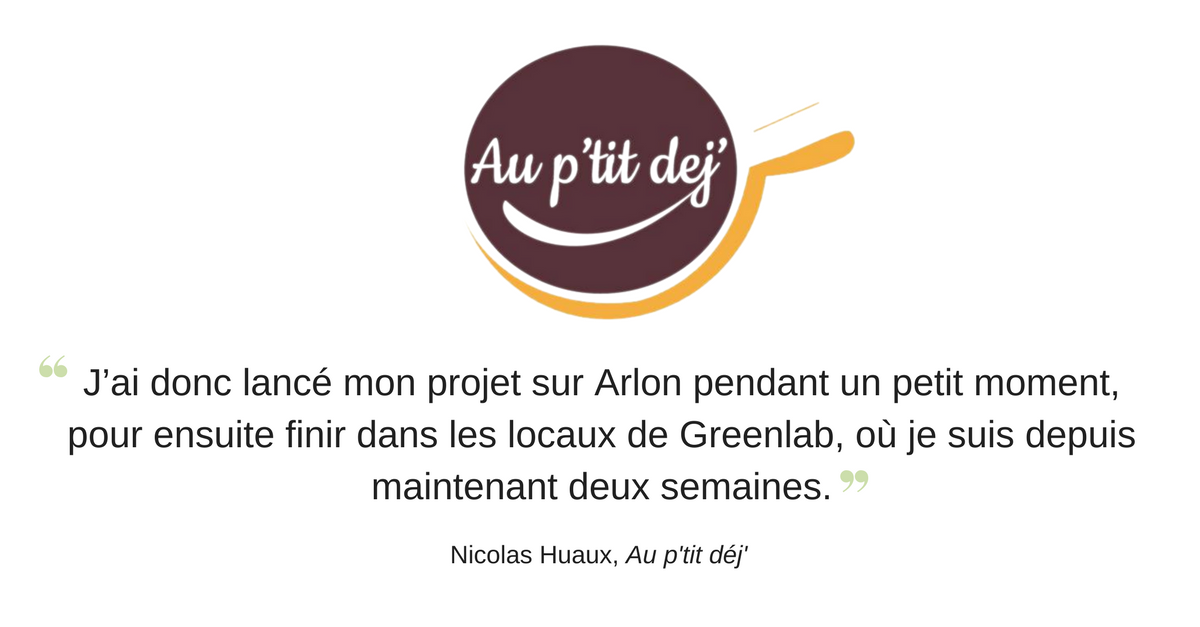 Au p'tit dej'
“ J’ai donc lancé mon projet sur Arlon pendant un petit moment,
pour ensuite finir dans les locaux de Greenlab, où je suis depuis
maintenant deux semaines. ”
Nicolas Huaux, Au p'tit déj'